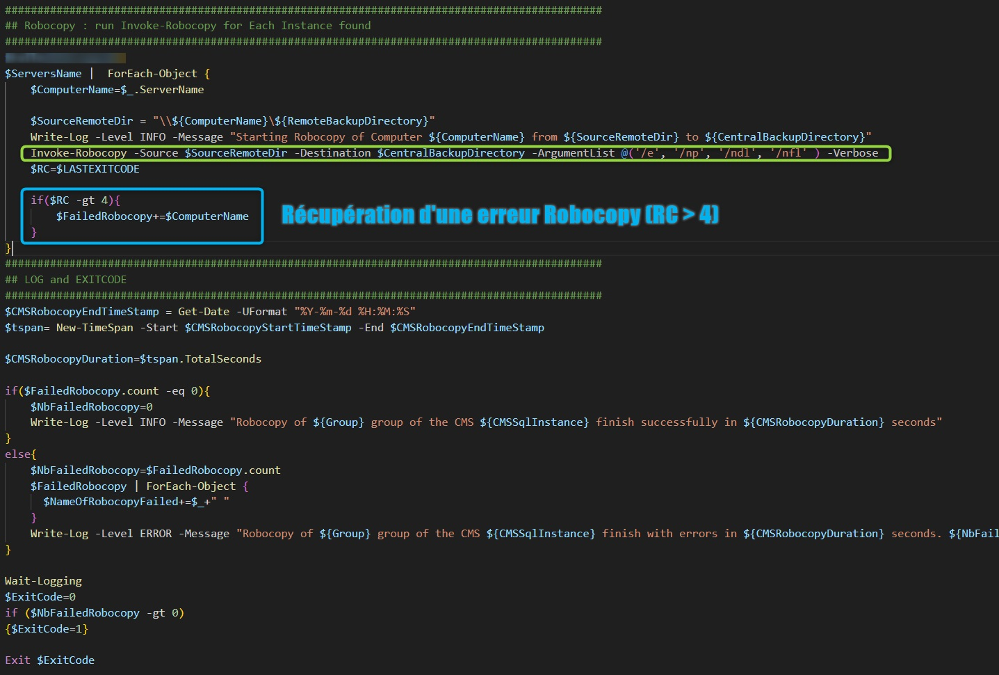 #############################################################################################
## Robocopy : run Invoke-Robocopy for Each Instance found
#############################################################################################
$ServersName |  ForEach-Object {
    $ComputerName=$_.ServerName
    $SourceRemoteDir = "\\${ComputerName}\${RemoteBackupDirectory}"
    Write-Log -Level INFO -Message "Starting Robocopy of Computer ${ComputerName} from ${SourceRemoteDir} to ${CentralBackupDirectory}"
    Invoke-Robocopy -Source $SourceRemoteDir -Destination $CentralBackupDirectory -ArgumentList @('/e', '/np', '/ndl', '/nfl' ) -Verbose
    $RC=$LASTEXITCODE
    if($RC -gt 4){
        $FailedRobocopy+=$ComputerName
    }
Récupération d'une erreur Robocopy (RC > 4)
}
#############################################################################################
## LOG and EXITCODE
#############################################################################################
$CMSRobocopyEndTimeStamp = Get-Date -UFormat "%Y-%m-%d %H:%M:%S"
$tspan= New-TimeSpan -Start $CMSRobocopyStartTimeStamp -End $CMSRobocopyEndTimeStamp
$CMSRobocopyDuration=$tspan.TotalSeconds
if($FailedRobocopy.count -eq 0){
    $NbFailedRobocopy=0
    Write-Log -Level INFO -Message "Robocopy of ${Group} group of the CMS ${CMSSqlInstance} finish successfully in ${CMSRobocopyDuration} seconds"
}
else{
    $NbFailedRobocopy=$FailedRobocopy.count
    $FailedRobocopy | ForEach-Object {
      $NameOfRobocopyFailed+=$_+" "
    }
    Write-Log -Level ERROR -Message "Robocopy of ${Group} group of the CMS ${CMSSqlInstance} finish with errors in ${CMSRobocopyDuration} seconds. ${NbFail
}
Wait-Logging
$ExitCode=0
if ($NbFailedRobocopy -gt 0)
{$ExitCode=1}
Exit $ExitCode